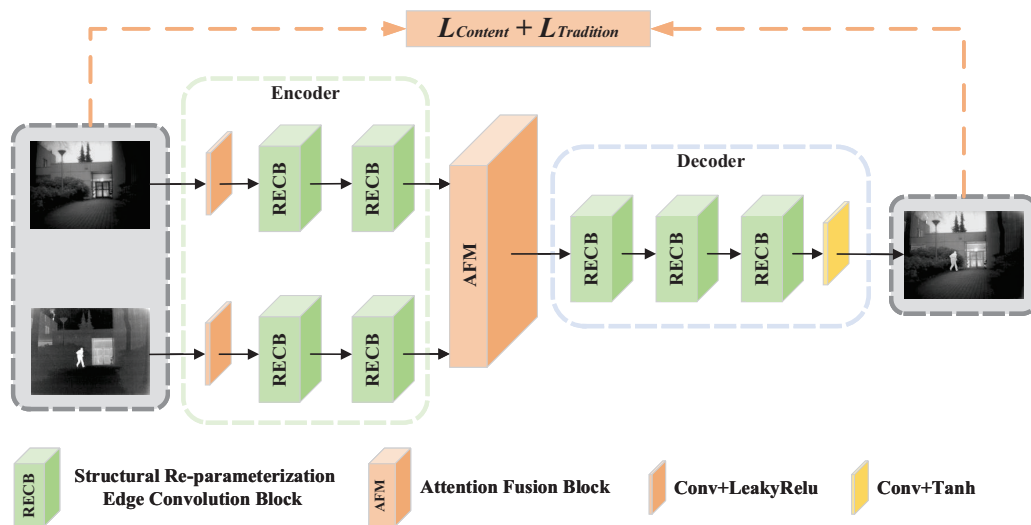 LContent + LTradition
Encoder
RECB
RECB
AFM
Decoder
RECB
RECB
RECB
RECB
RECB
RECB
Structural Re-parameterization
Edge Convolution Block
AFM
Attention Fusion Block
Conv+LeakyRelu
Conv+Tanh